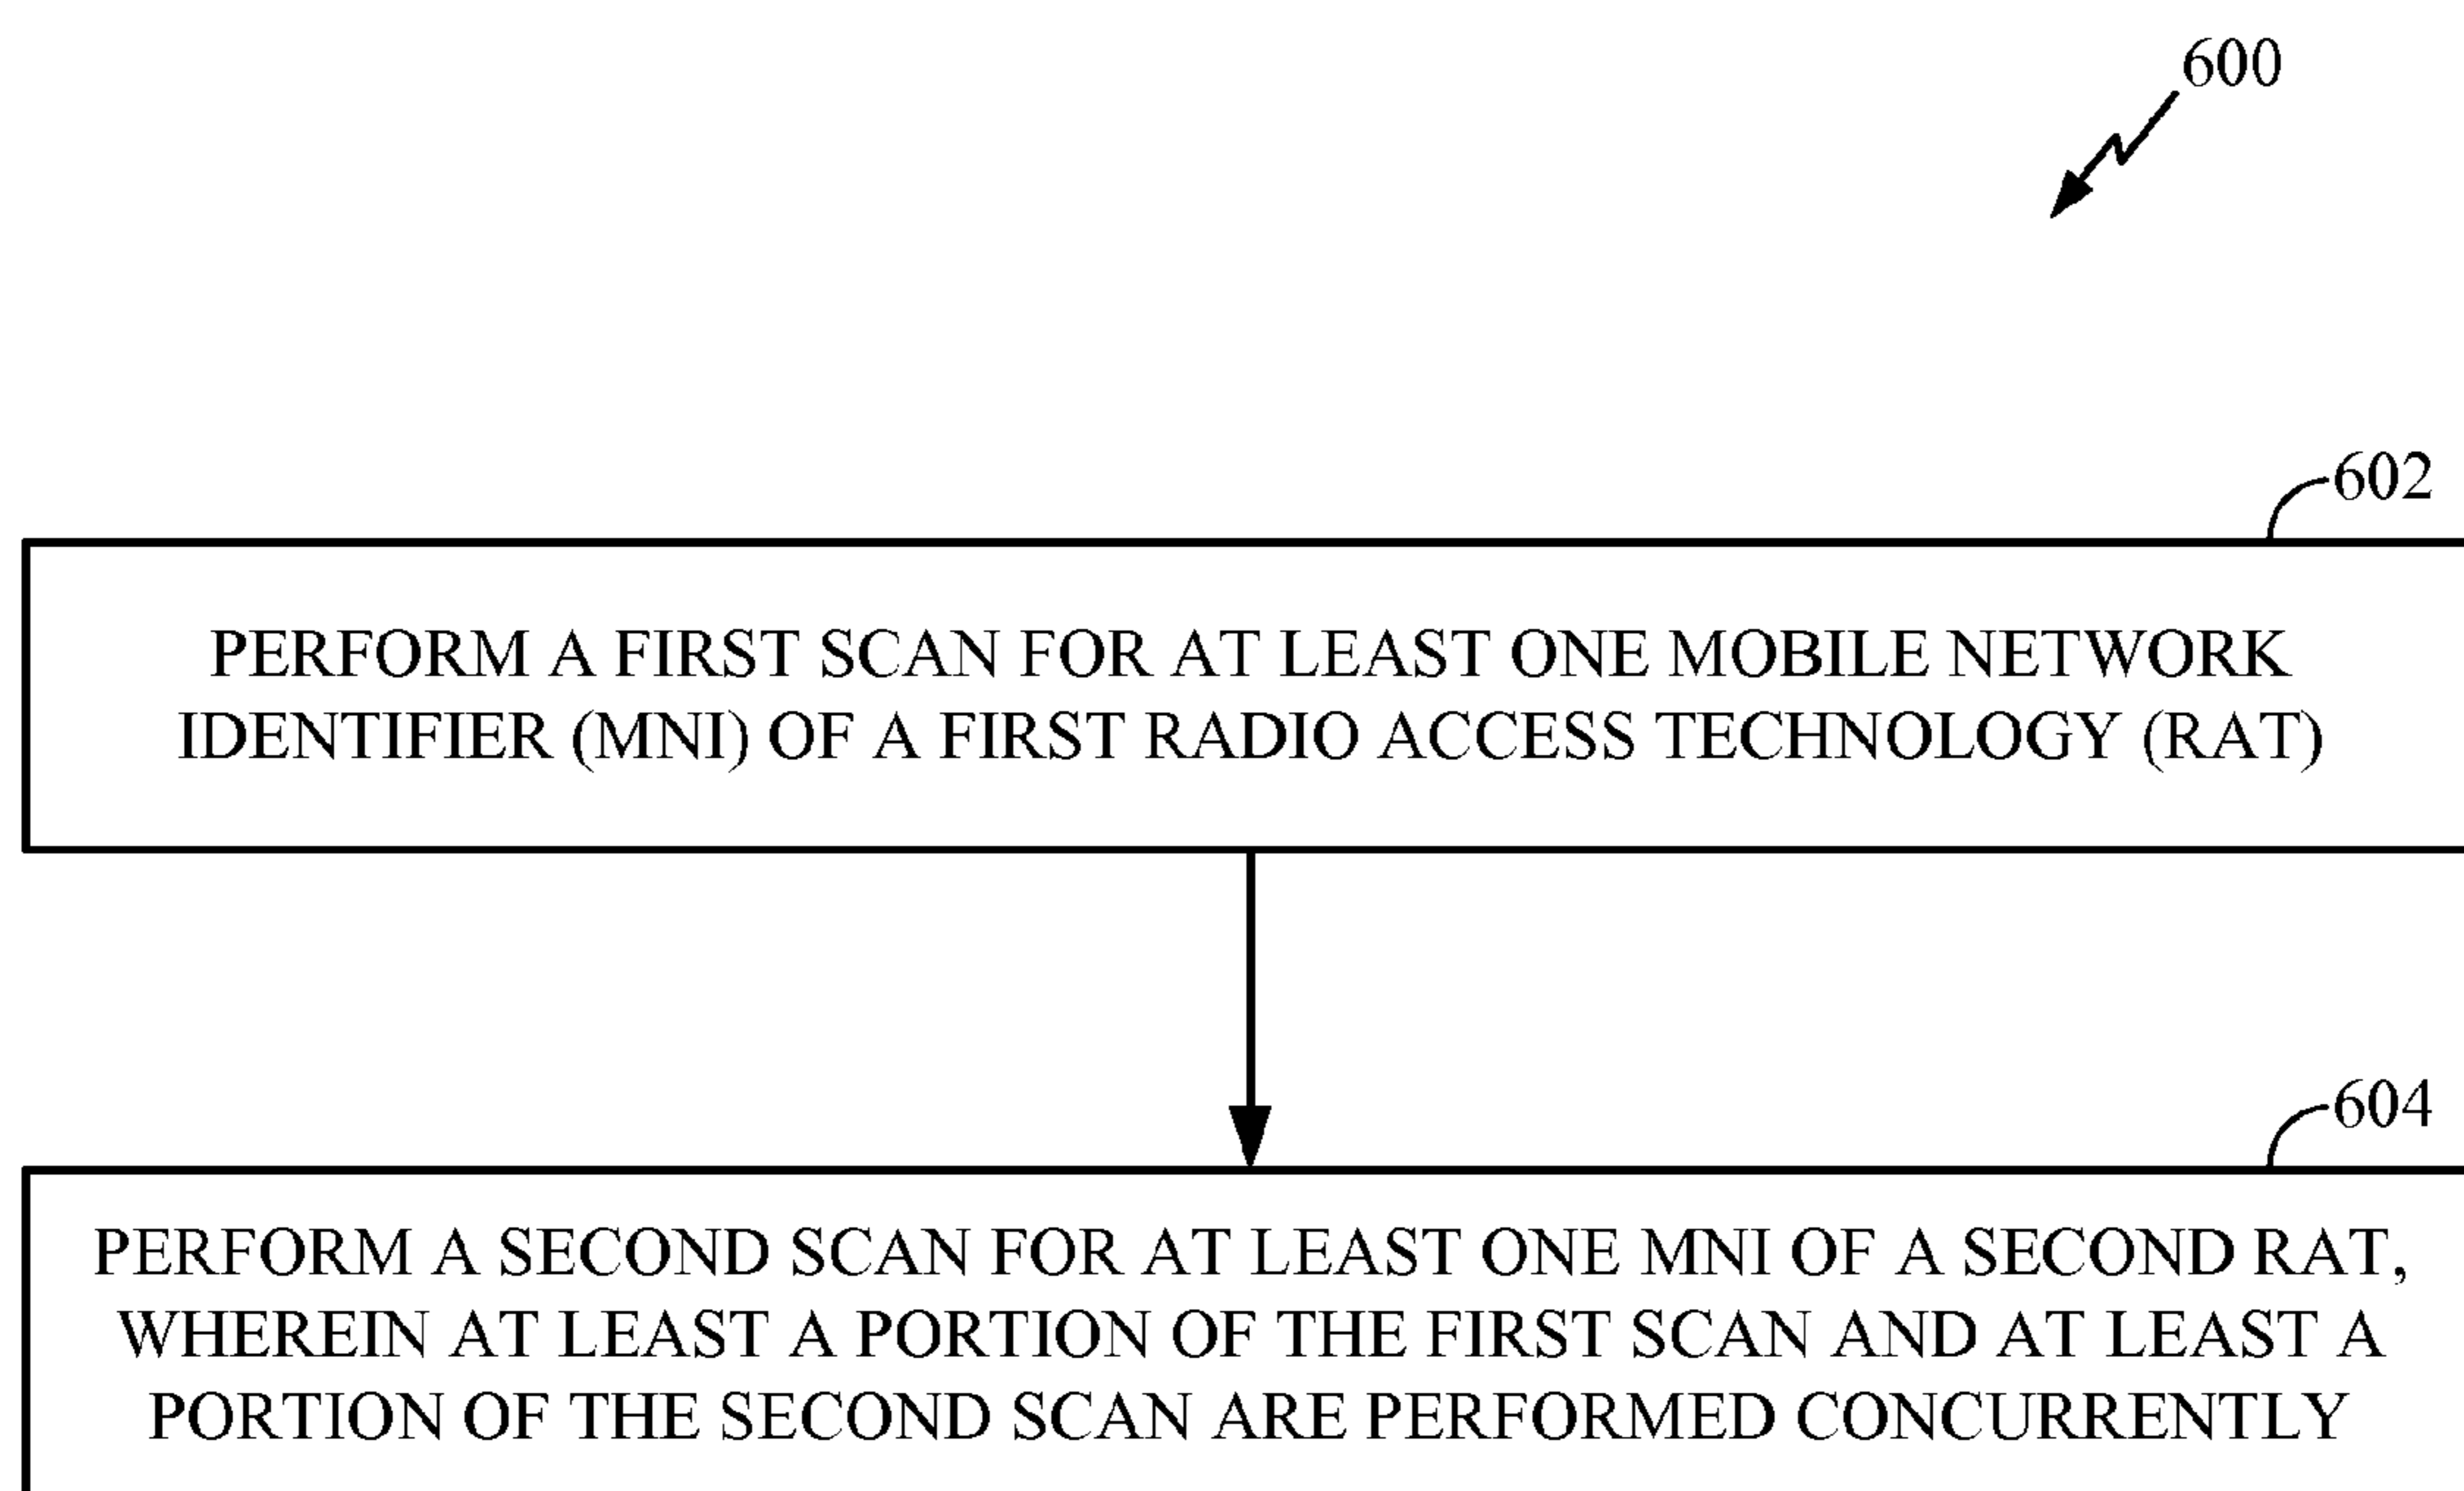 600
602
PERFORM A FIRST SCAN FOR AT LEAST ONE MOBILE NETWORK
IDENTIFIER (MNI) OF A FIRST RADIO ACCESS TECHNOLOGY (RAT)
604
PERFORM A SECOND SCAN FOR AT LEAST ONE MNI OF A SECOND RAT,
WHEREIN AT LEAST A PORTION OF THE FIRST SCAN AND AT LEAST A
PORTION OF THE SECOND SCAN ARE PERFORMED CONCURRENTLY